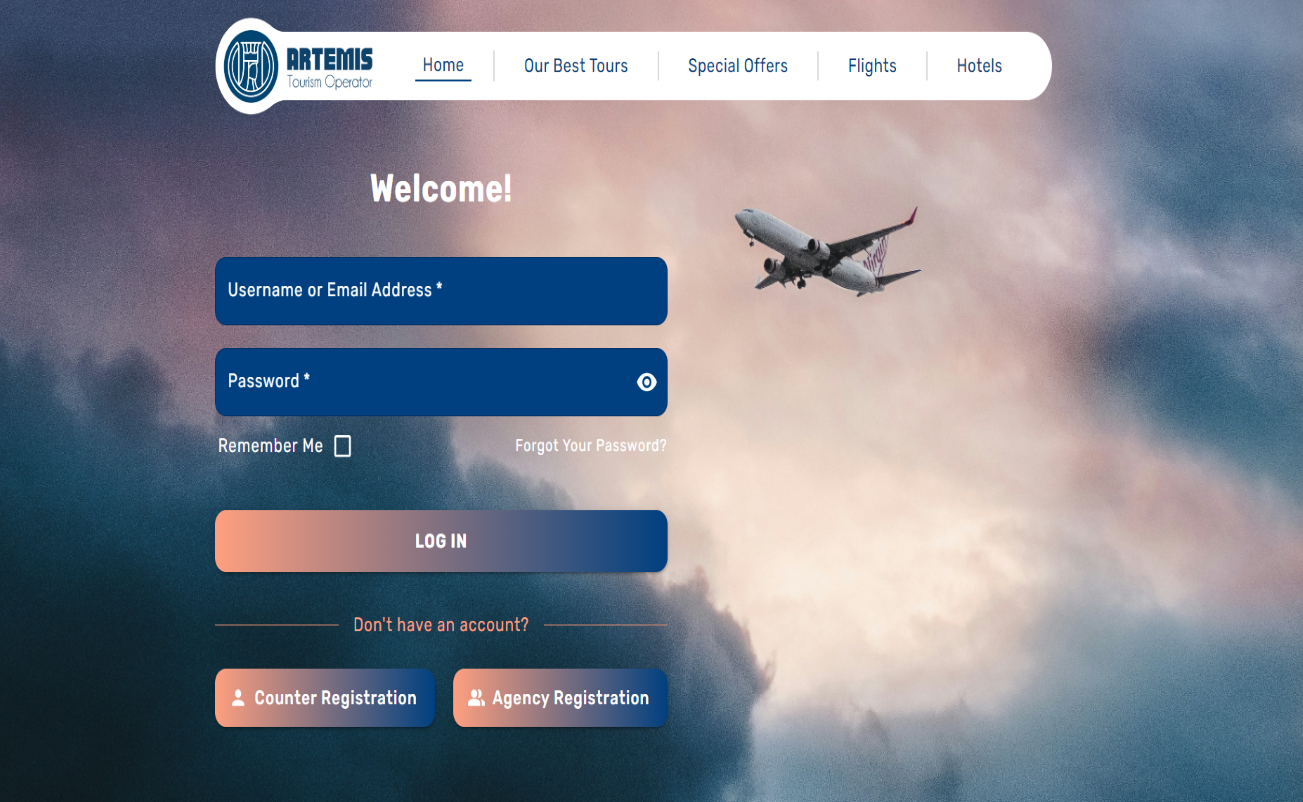 ARTEMIS
Tourism Operator
Home
Our Best Tours
Special Offers
Flights
Hotels
Welcome!
Virgin
Username or Email Address *
Password *
Remember Me
Forgot Your Password?
LOG IN
Don't have an account?
Counter Registration
Agency Registration